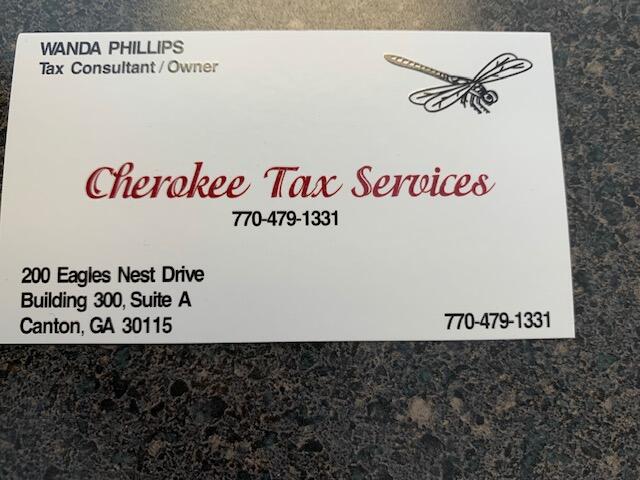 WANDA PHILLIPS
Tax Consultant / Owner
Cherokee Tax Services
770-479-1331
200 Eagles Nest Drive
Building 300, Suite A
Canton, GA 30115
770-479-1331